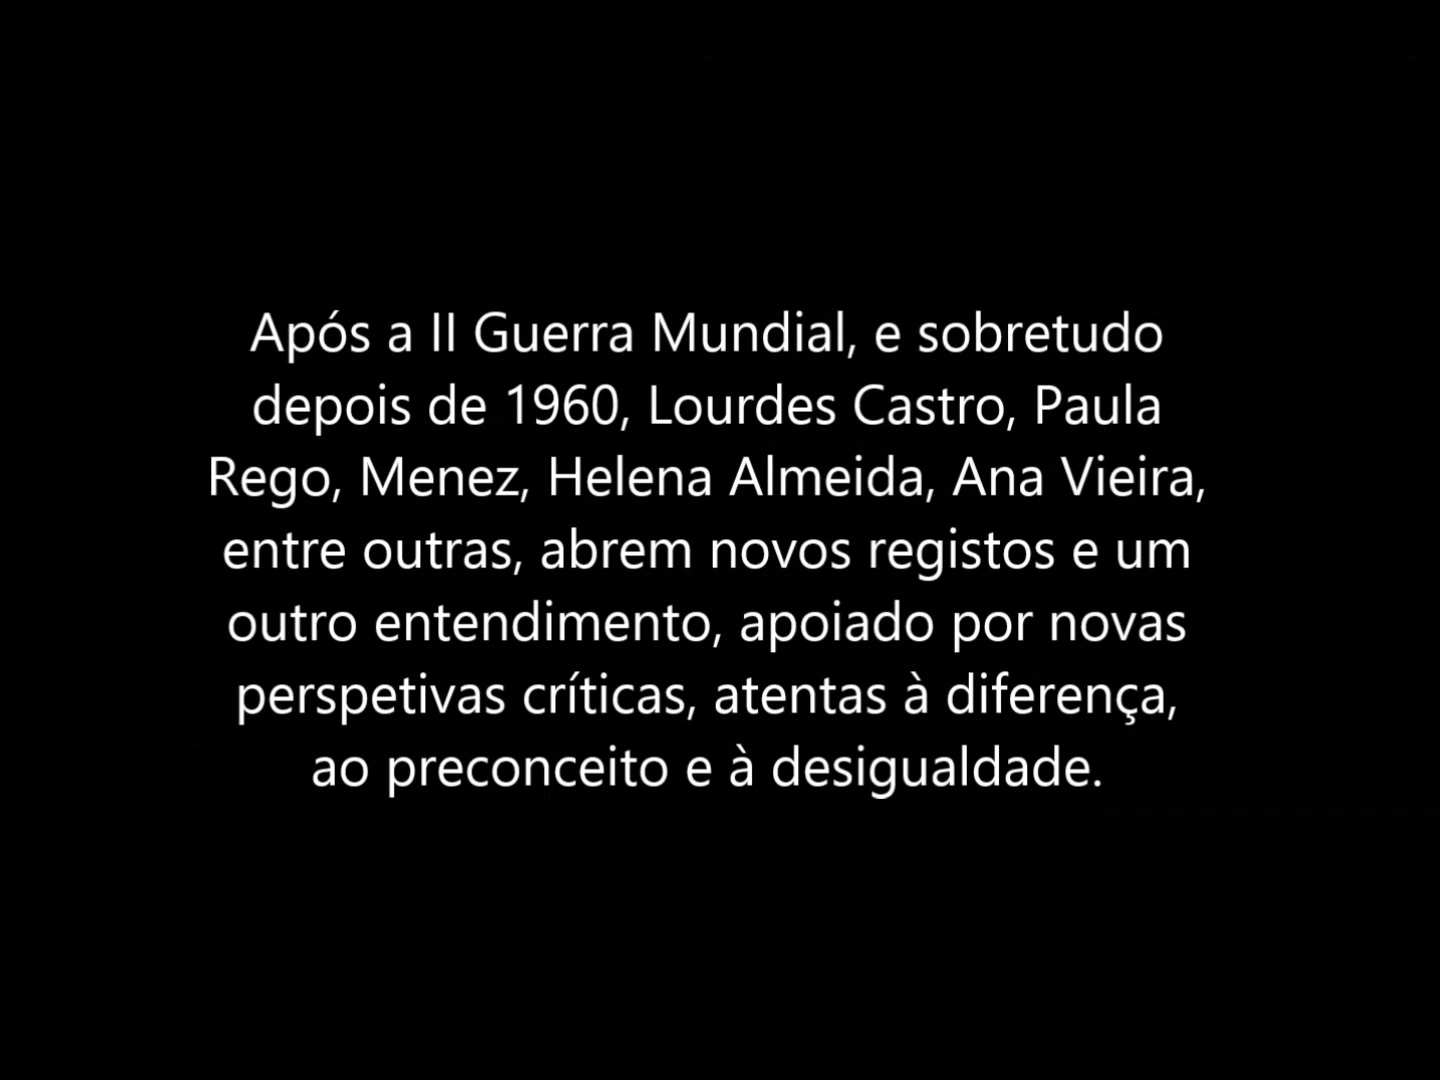 Após a II Guerra Mundial, e sobretudo
depois de 1960, Lourdes Castro, Paula
Rego, Menez, Helena Almeida, Ana Vieira,
entre outras, abrem novos registos e um
outro entendimento, apoiado por novas
perspetivas críticas, atentas à diferença,
ao preconceito e à desigualdade.